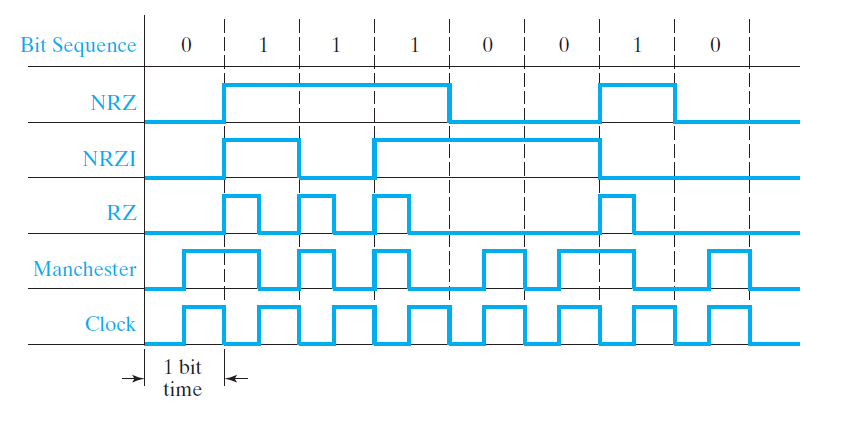 Bit Sequence 0 1 1 1 0 0 1 0
NRZ
NRZI
RZ
Manchester
Clock
1 bit
time